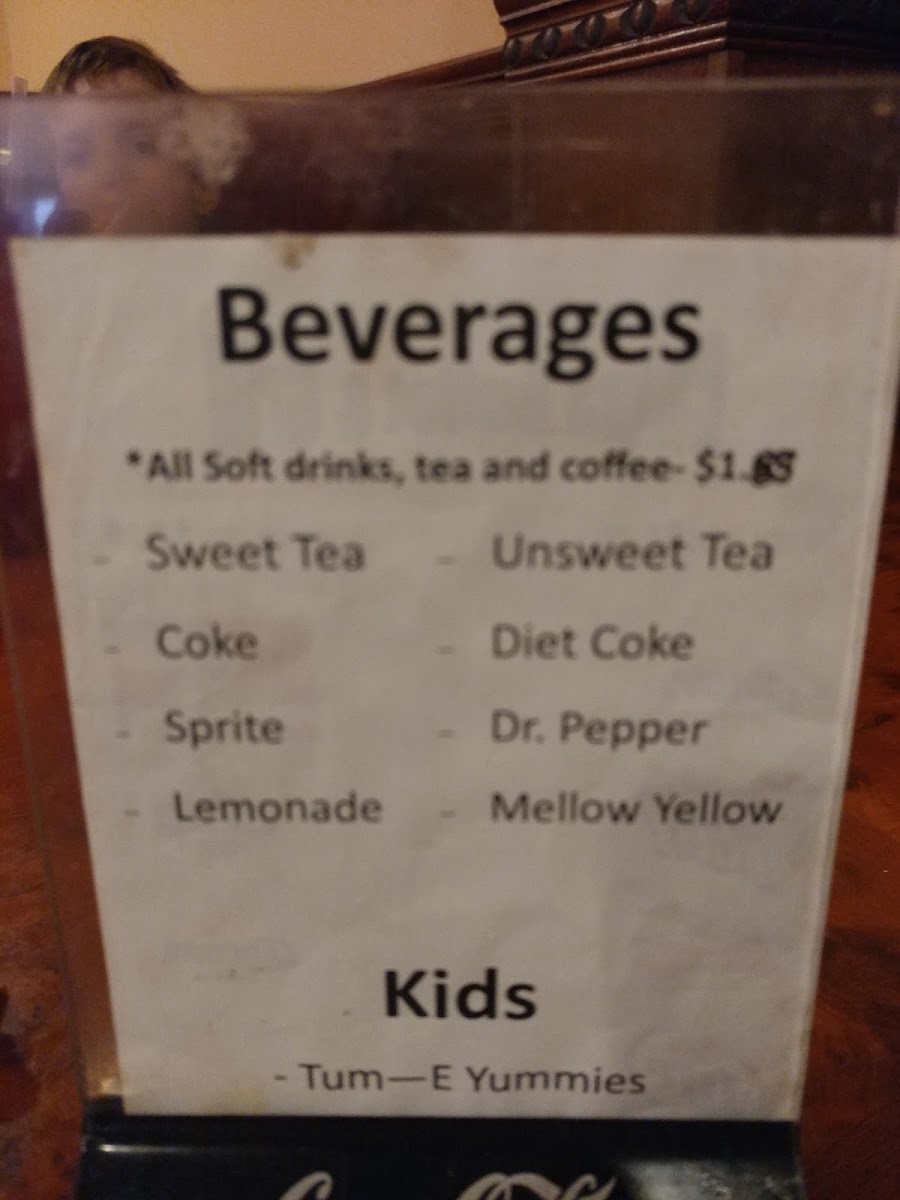 Beverages
*All Soft drinks, tea and coffee- $1.
- Sweet Tea - Unsweet Tea
- Coke - Diet Coke
- Sprite - Dr. Pepper
- Lemonade - Mellow Yellow
Kids
- Tum—E Yummies